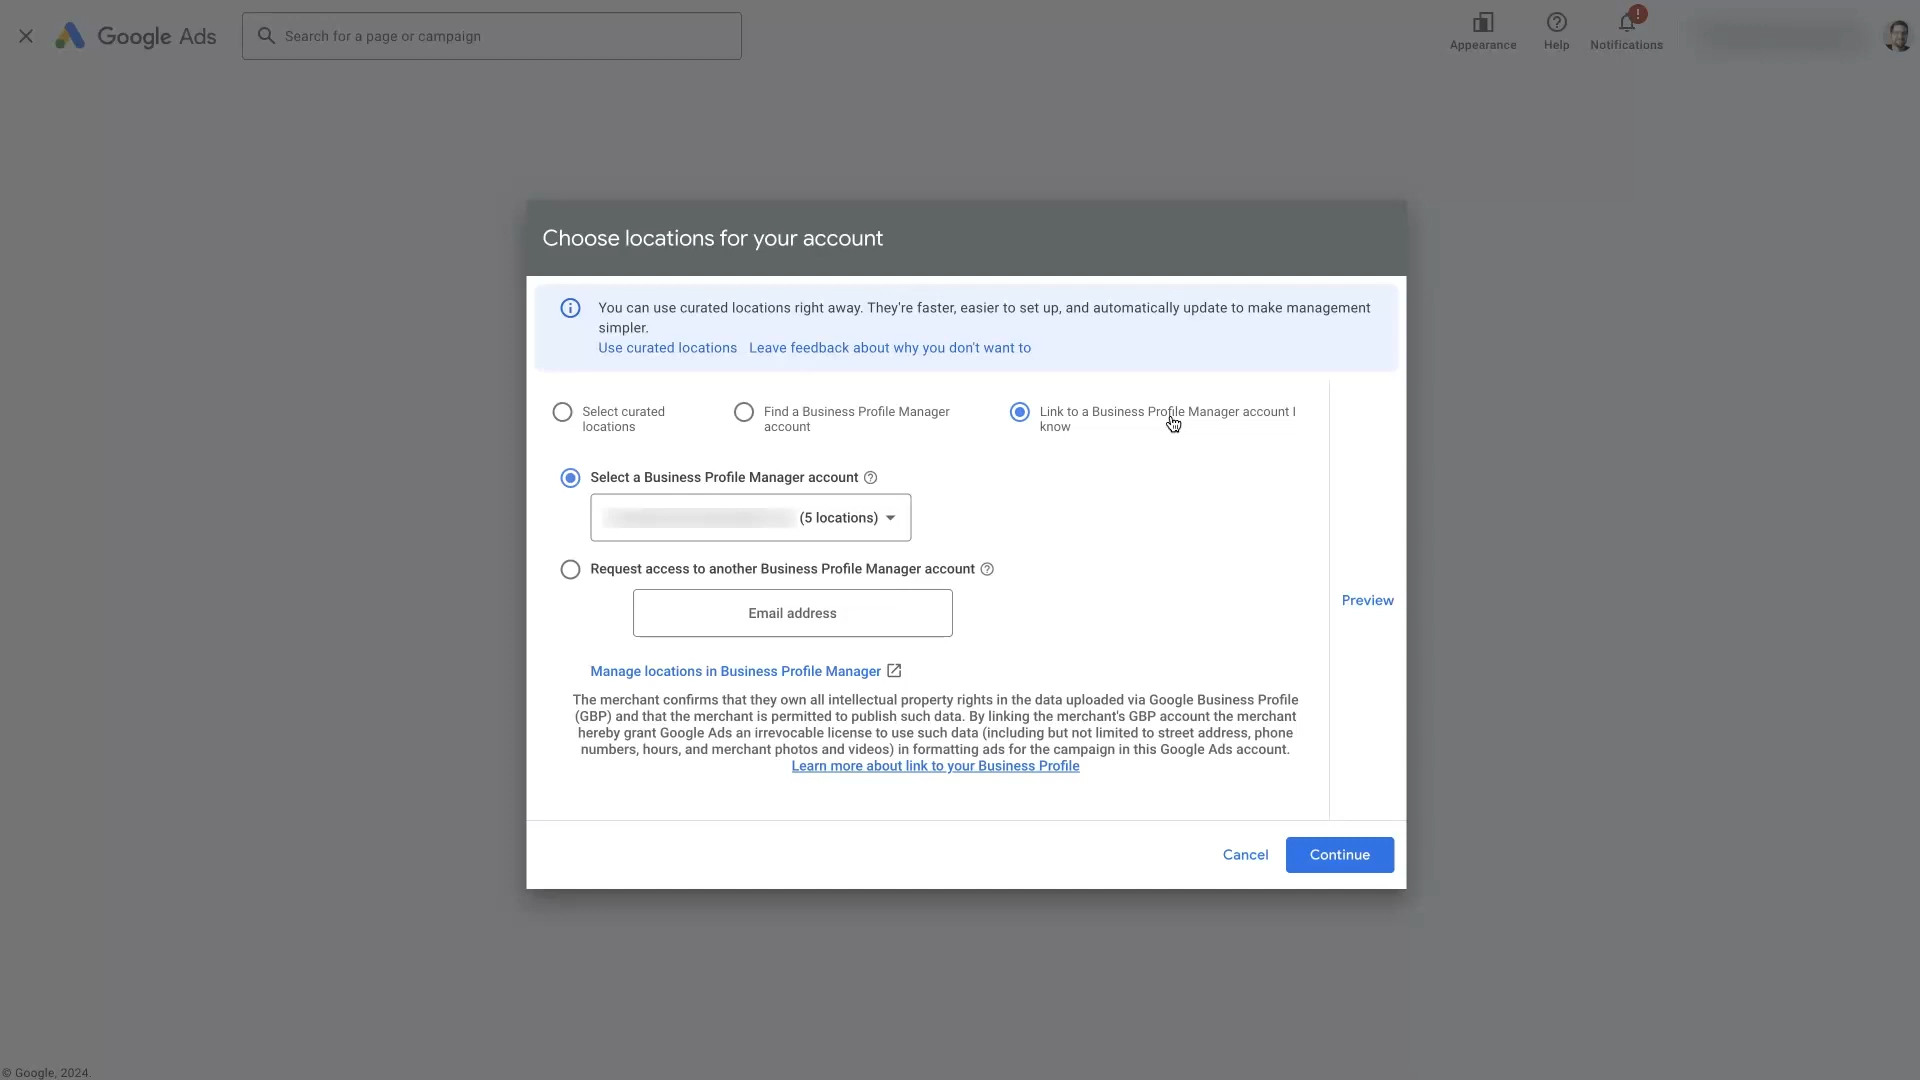 Google Ads
Search for a page or campaign
Appearance
Help
!
Notifications
Choose locations for your account
You can use curated locations right away. They're faster, easier to set up, and automatically update to make management
simpler.
Use curated locations Leave feedback about why you don't want to
Select curated
locations
Find a Business Profile Manager
account
Link to a Business Profile Manager account I
know
Select a Business Profile Manager account
(5 locations)
Request access to another Business Profile Manager account
Email address
Preview
Manage locations in Business Profile Manager
The merchant confirms that they own all intellectual property rights in the data uploaded via Google Business Profile
(GBP) and that the merchant is permitted to publish such data. By linking the merchant's GBP account the merchant
hereby grant Google Ads an irrevocable license to use such data (including but not limited to street address, phone
numbers, hours, and merchant photos and videos) in formatting ads for the campaign in this Google Ads account.
Learn more about link to your Business Profile
Cancel
Continue
© Google, 2024.